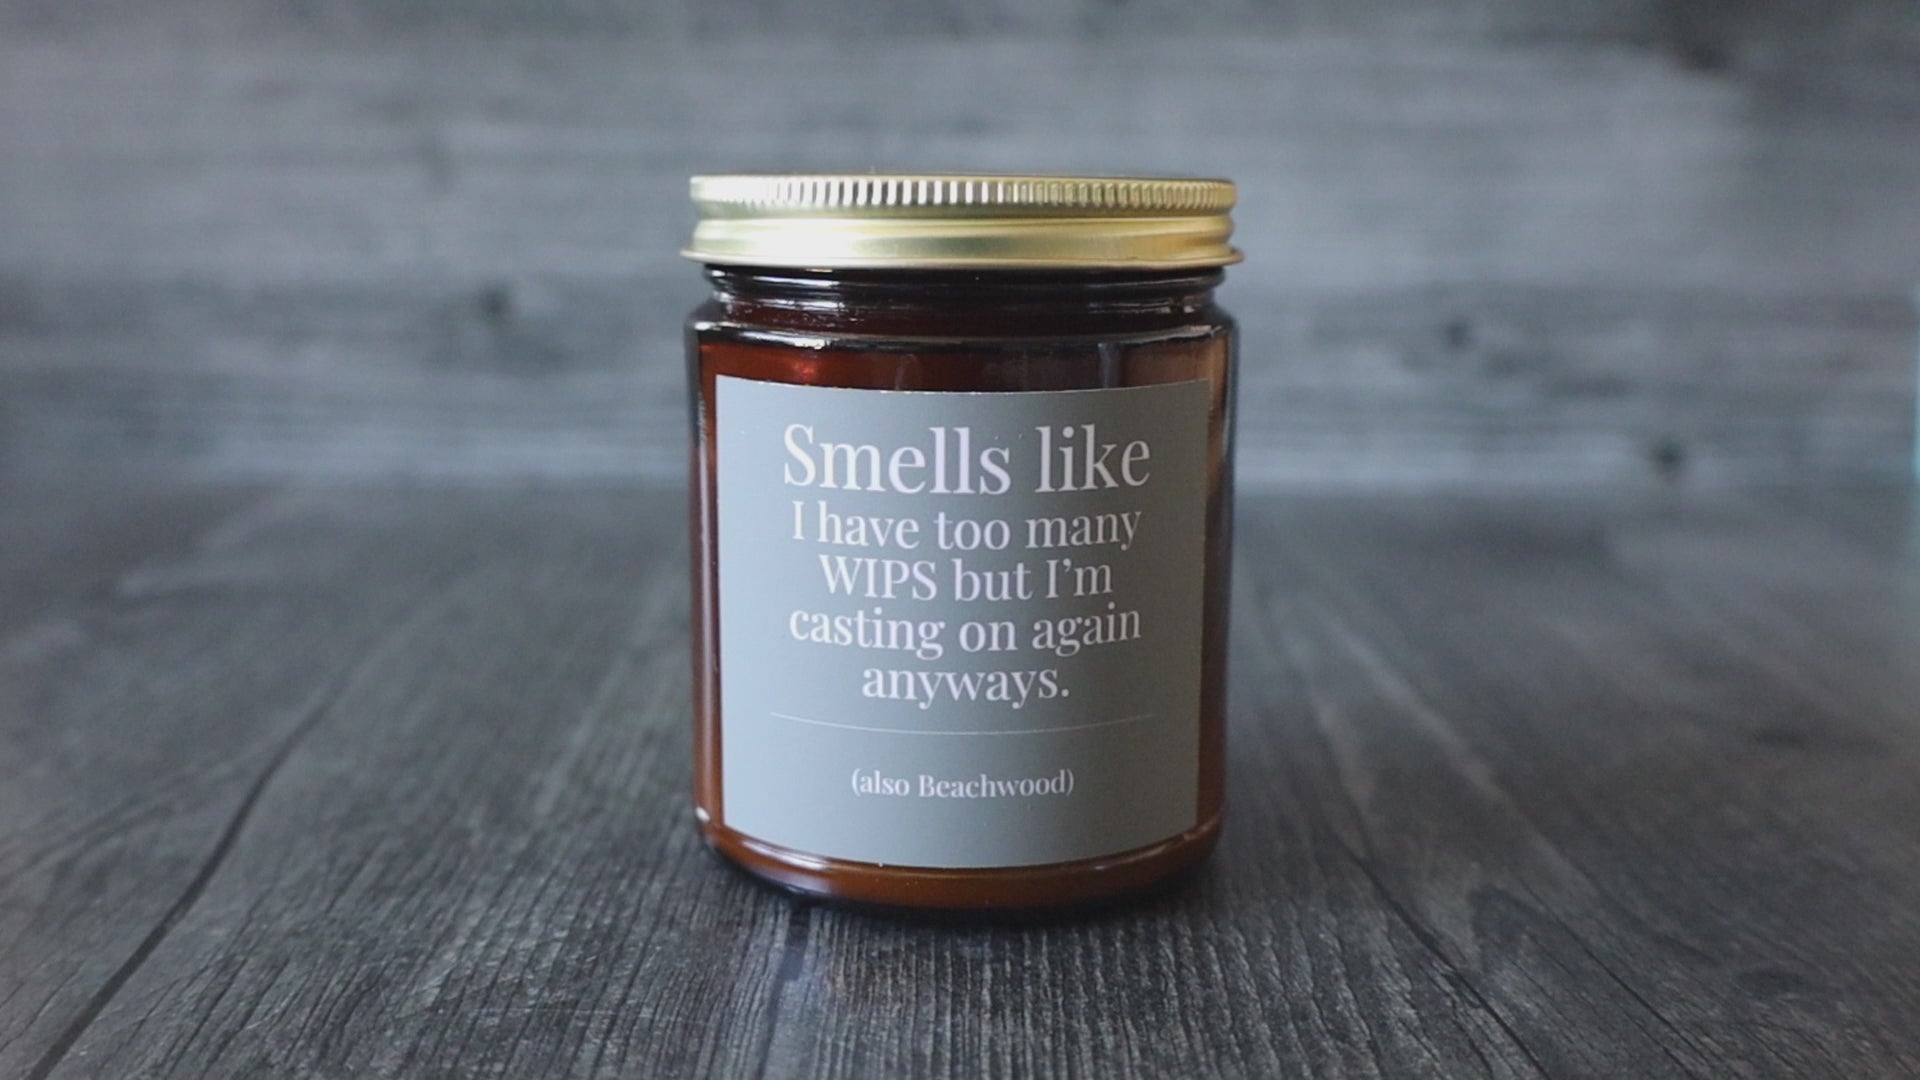 Smells like
I have too many
WIPS but I'm
casting on again
anyways.
(also Beachwood)